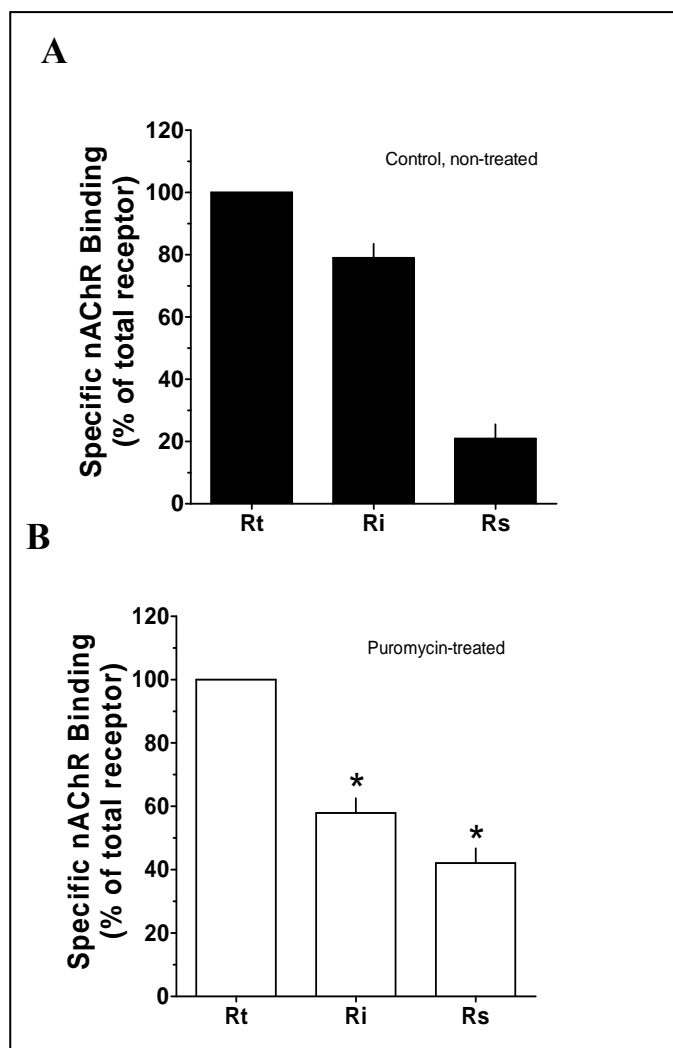 A
Control, non-treated
Specific nAChR Binding
(% of total receptor)
120
100
80
60
40
20
0
Rt Ri Rs
B
Puromycin-treated
Specific nAChR Binding
(% of total receptor)
120
100
80
60
40
20
0
*
*
Rt Ri Rs